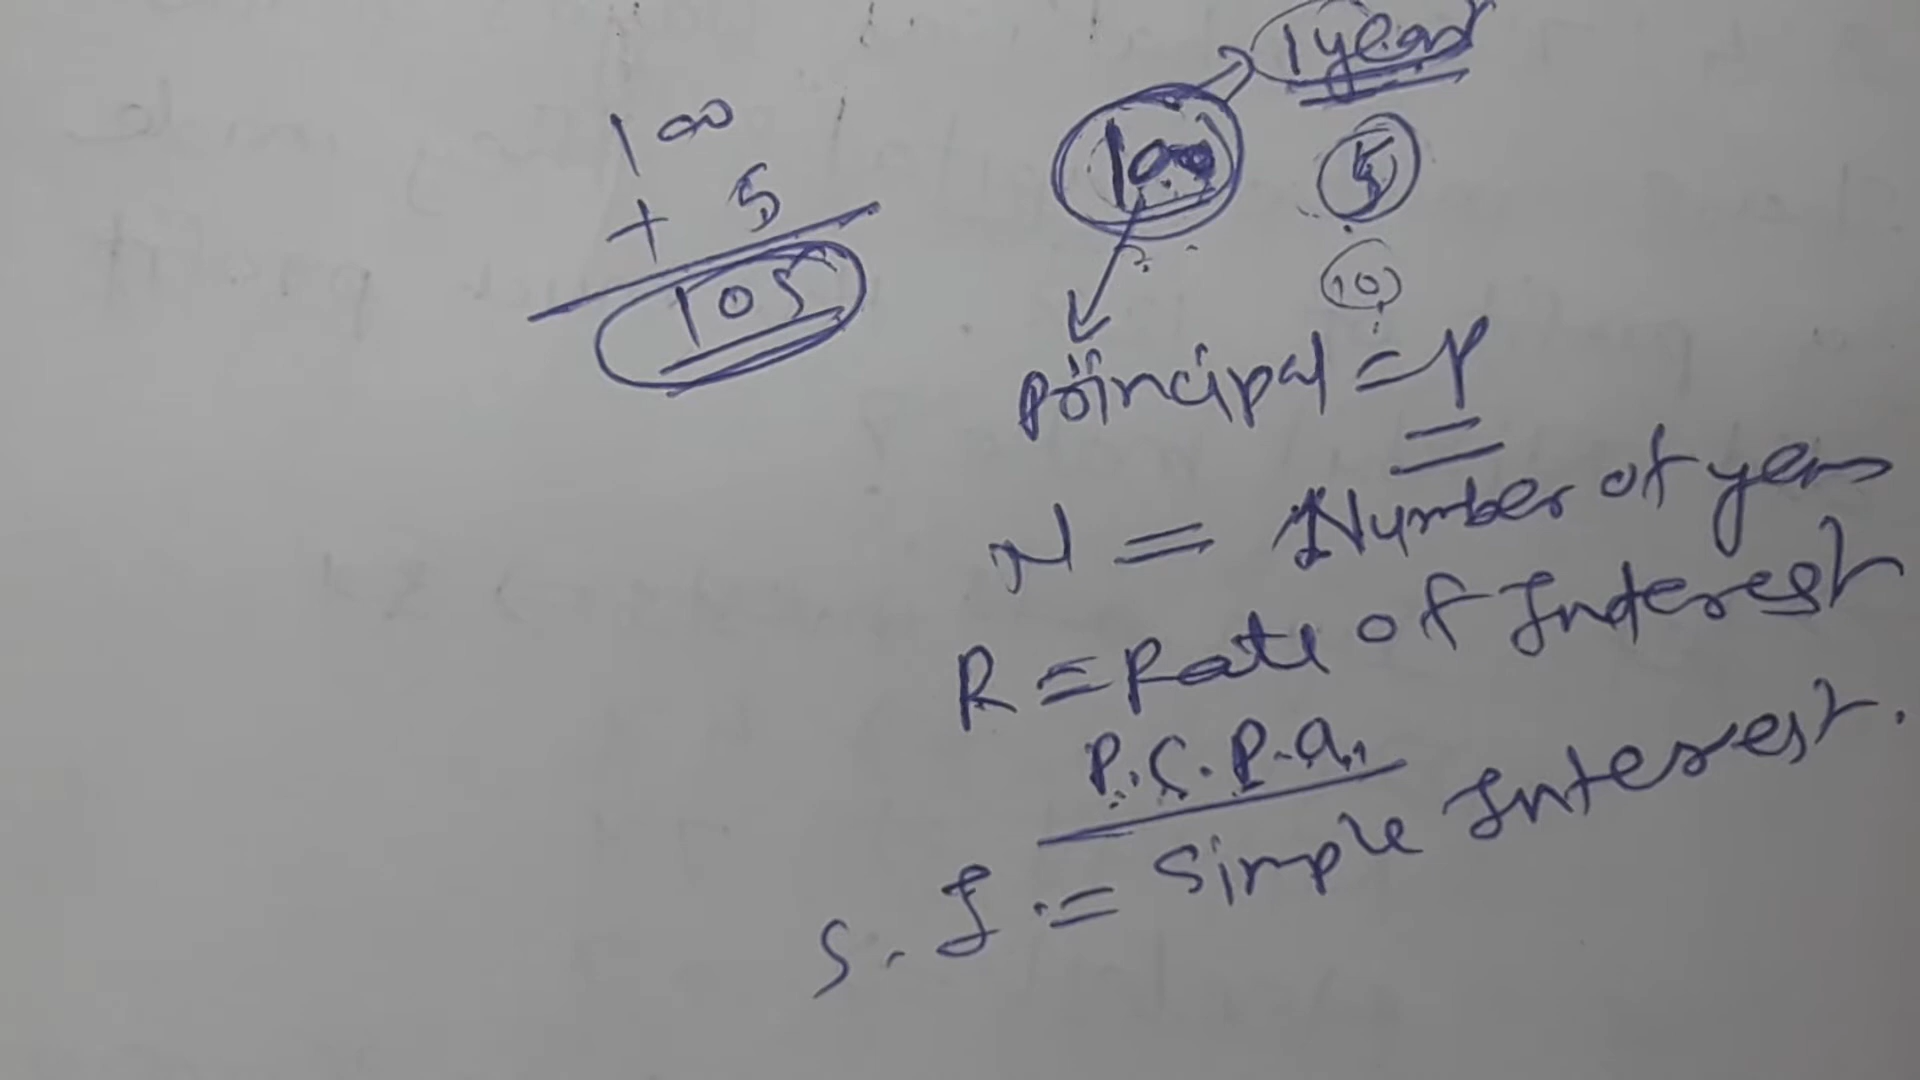 100
+ 5
105
1 year
100
5
10
Principal = P
N = Number of years
R = Rate of Interest
P.C.P.a.
S.I = Simple Interest.